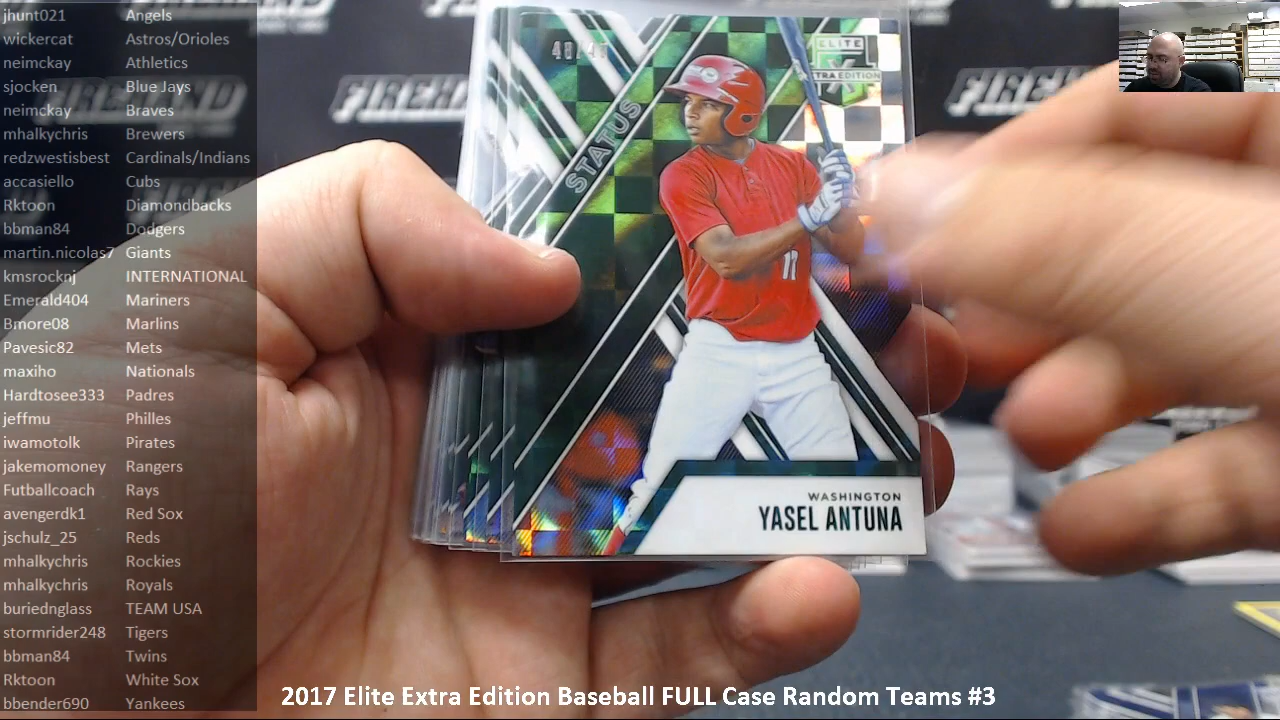 jhunt021 Angels
wickercat Astros/Orioles
neimckay Athletics
sjocken Blue Jays
neimckay Braves
mhalkychris Brewers
redzwestisbest Cardinals/Indians
accasiello Cubs
Rktoon Diamondbacks
bbman84 Dodgers
martin.nicolas7 Giants
kmsrocknj INTERNATIONAL
Emerald404 Mariners
Bmore08 Marlins
Pavesic82 Mets
maxiho Nationals
Hardtosee333 Padres
jeffmu Philles
iwamotolk Pirates
jakemomoney Rangers
Futballcoach Rays
avengerdk1 Red Sox
jschulz_25 Reds
mhalkychris Rockies
mhalkychris Royals
buriednglass TEAM USA
stormrider248 Tigers
bbman84 Twins
Rktoon White Sox
bbender690 Yankees
STATUS
ELITE
EXTRA EDITION
11
WASHINGTON
YASEL ANTUNA
2017 Elite Extra Edition Baseball FULL Case Random Teams #3